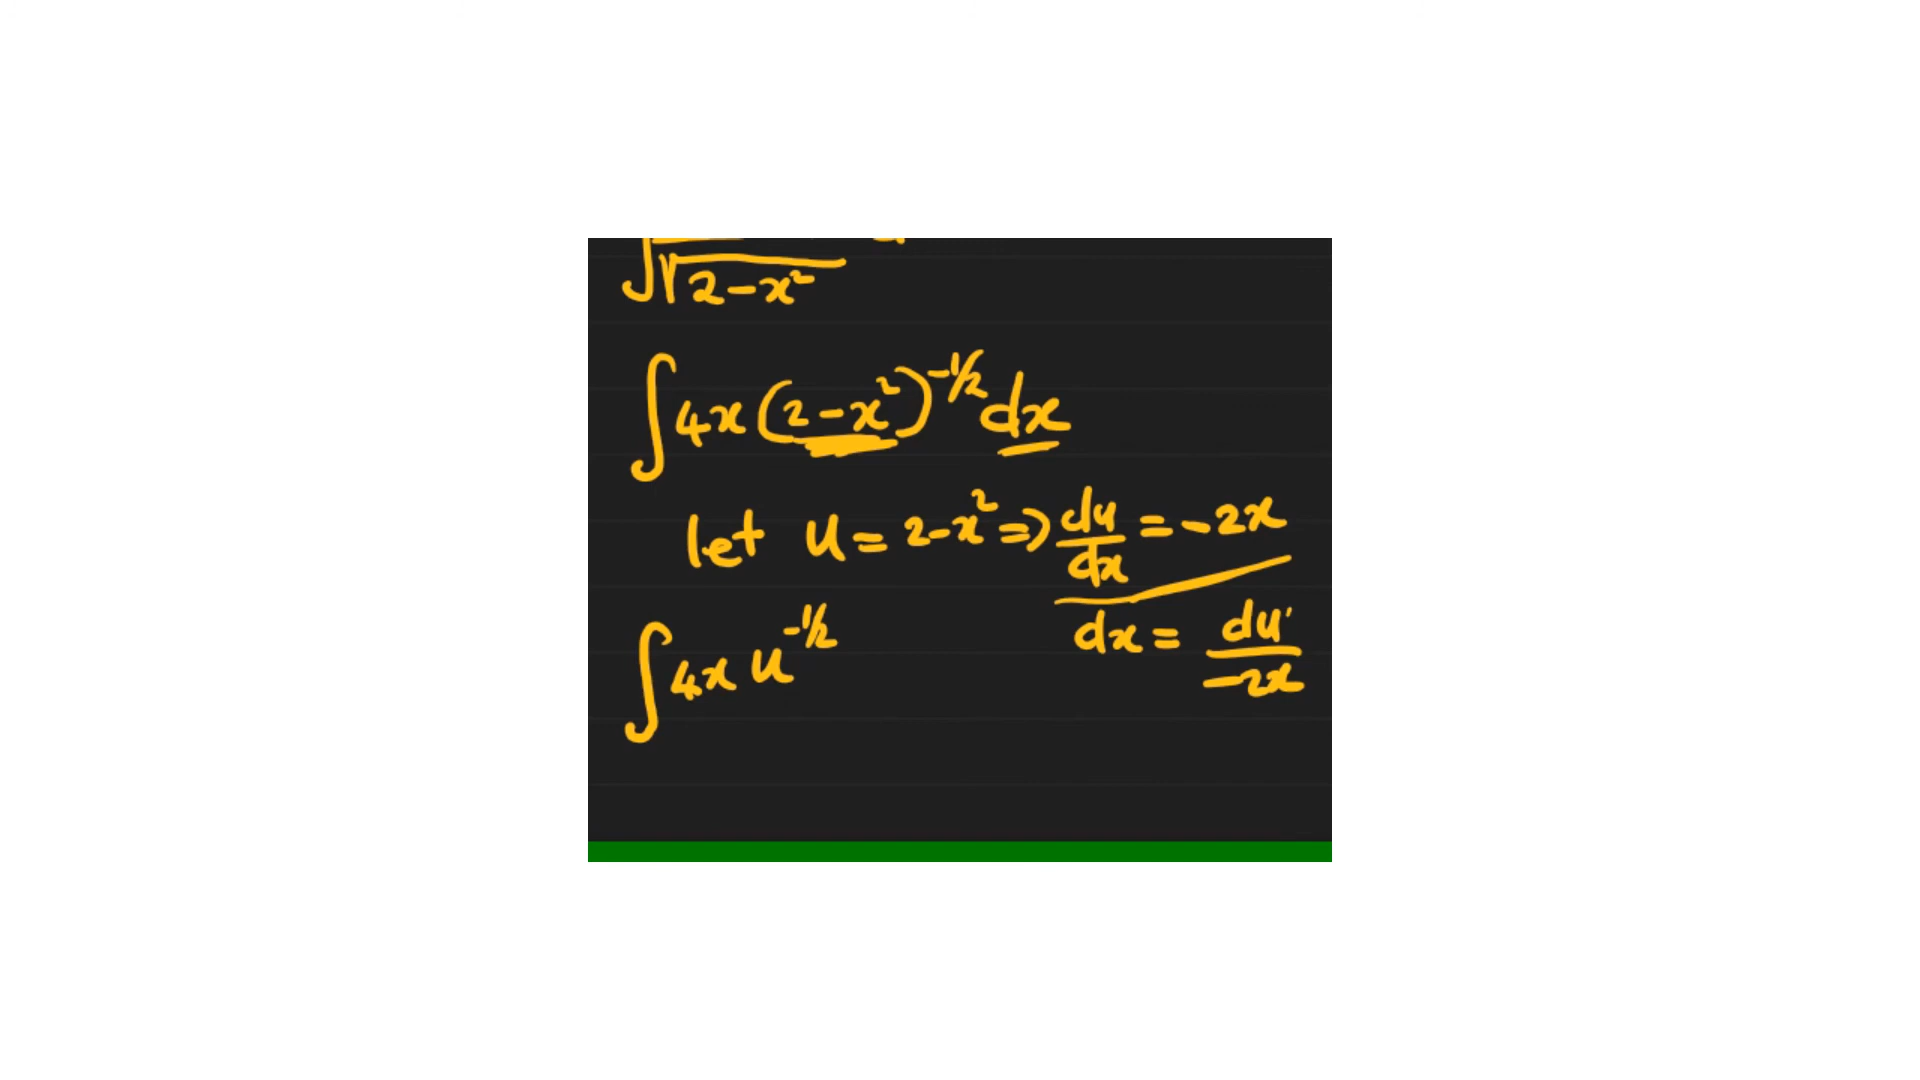 ∫ √2-x²
∫4x(2-x²)^-1/2 dx
let u = 2-x² => du/dx = -2x
dx = du/-2x
∫4x u^-1/2